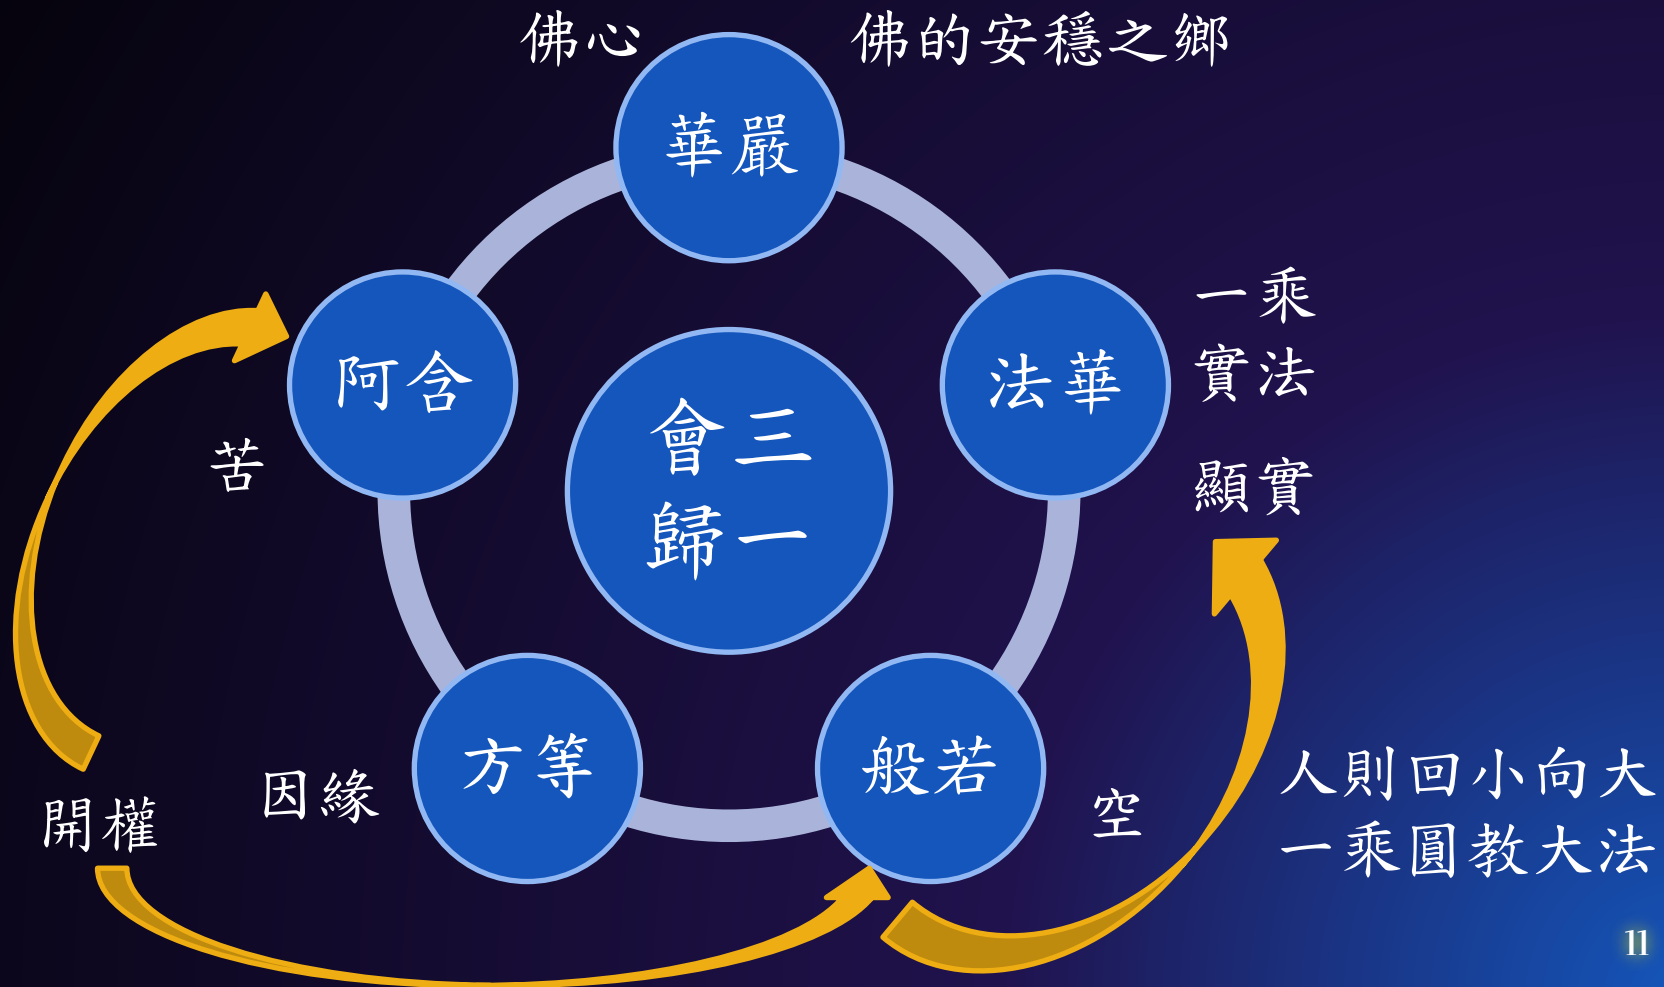 佛心
佛的安穩之鄉
華嚴
一乘
實法
顯實
阿含
法華
苦
會三
歸一
方等
般若
因緣
空
開權
人則回小向大
一乘圓教大法
11